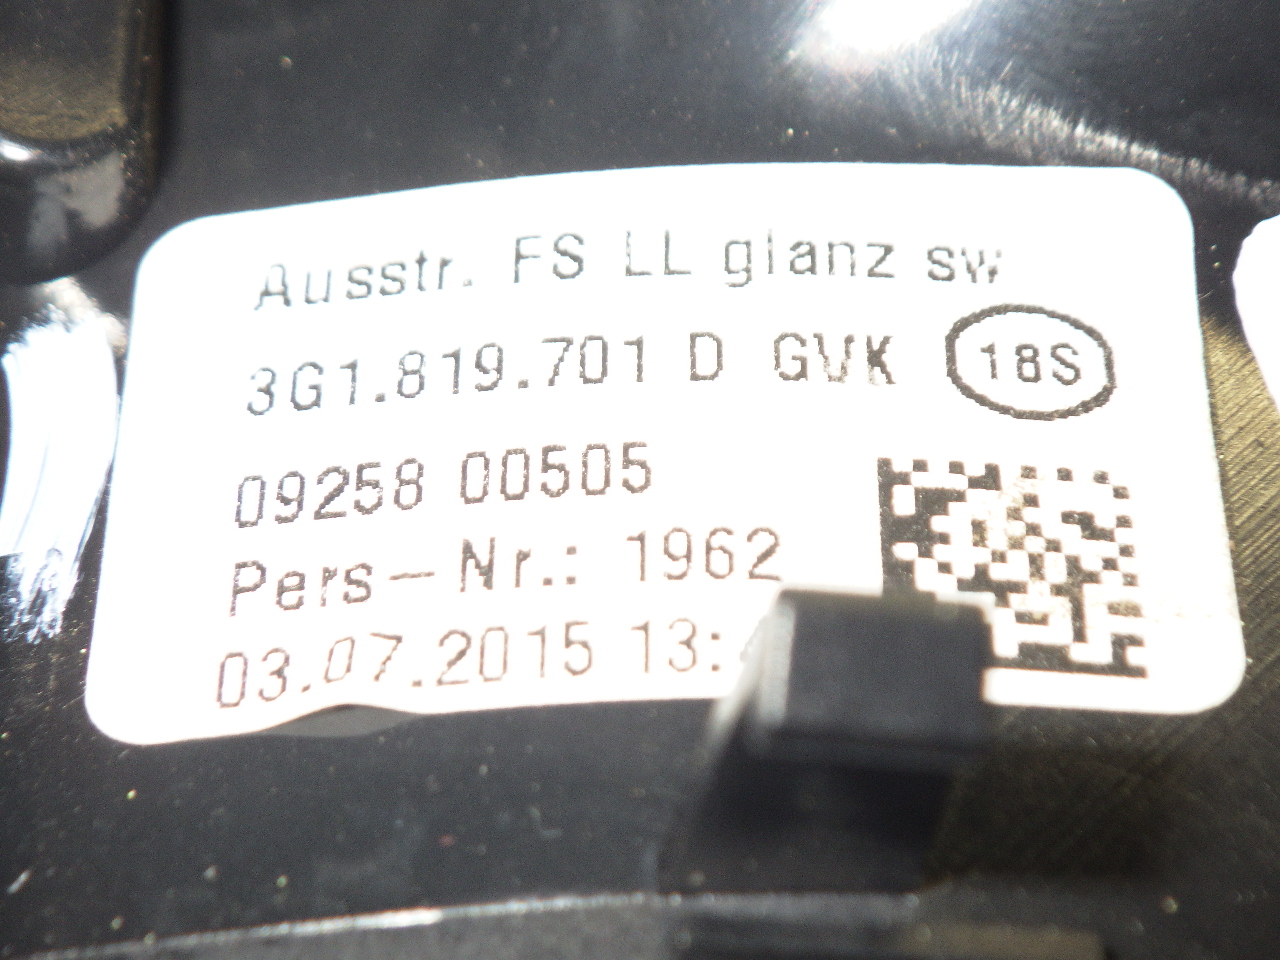 Ausstr. FS LL glanz sw
3G1.819.701 D GVK 18S
09258 00505
Pers-Nr.: 1962
03.07.2015 13: